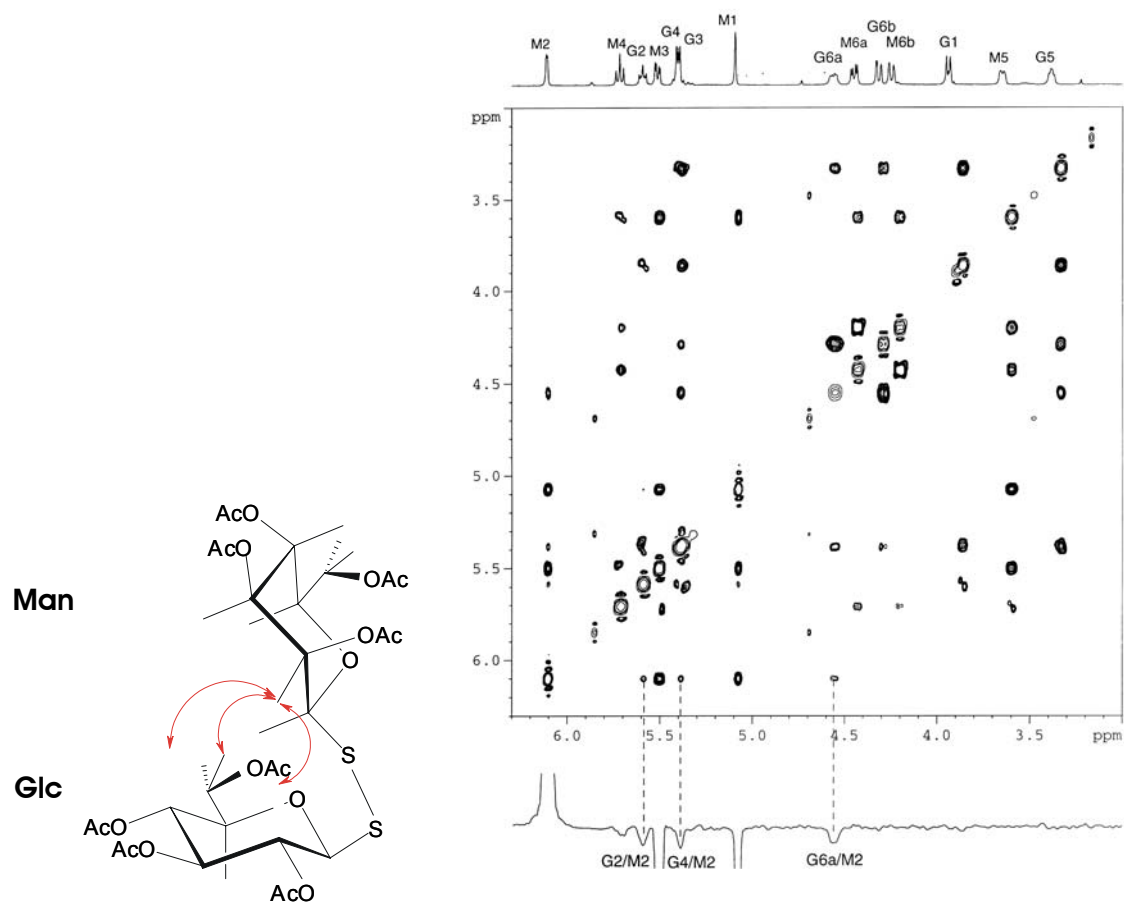 M2
M4
G2
M3
G4
G3
M1
G6a
M6a
G6b
M6b
G1
M5
G5
ppm
3.5
4.0
4.5
5.0
5.5
6.0
6.0
5.5
5.0
4.5
4.0
3.5
ppm
G2/M2
G4/M2
G6a/M2
Man
AcO
AcO
OAc
OAc
O
S
Glc
OAc
O
S
AcO
AcO
AcO